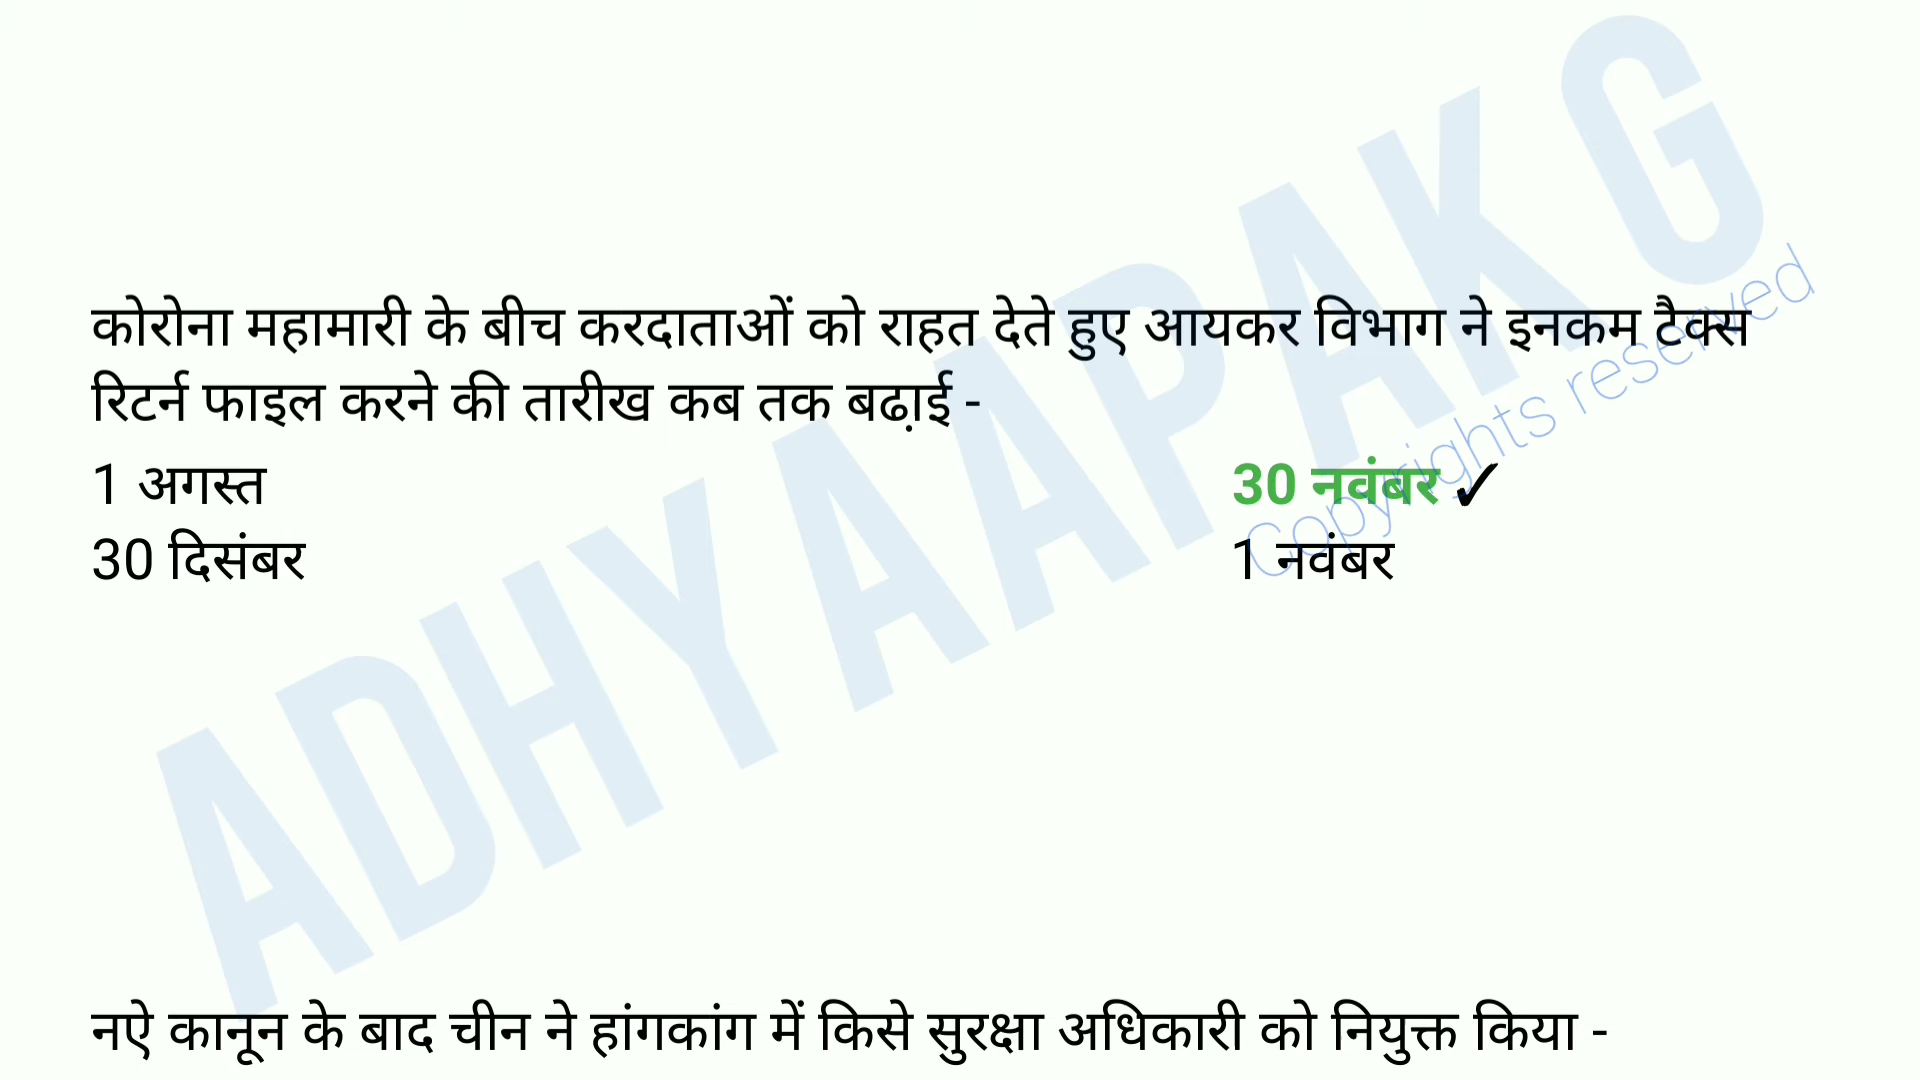 कोरोना महामारी के बीच करदाताओं को राहत देते हुए आयकर विभाग ने इनकम टैक्स
रिटर्न फाइल करने की तारीख कब तक बढा़ई -
1 अगस्त
30 नवंबर ✓
30 दिसंबर
1 नवंबर
नऐ कानून के बाद चीन ने हांगकांग में किसे सुरक्षा अधिकारी को नियुक्त किया -
ADHYAAPAK G
Copyrights reserved